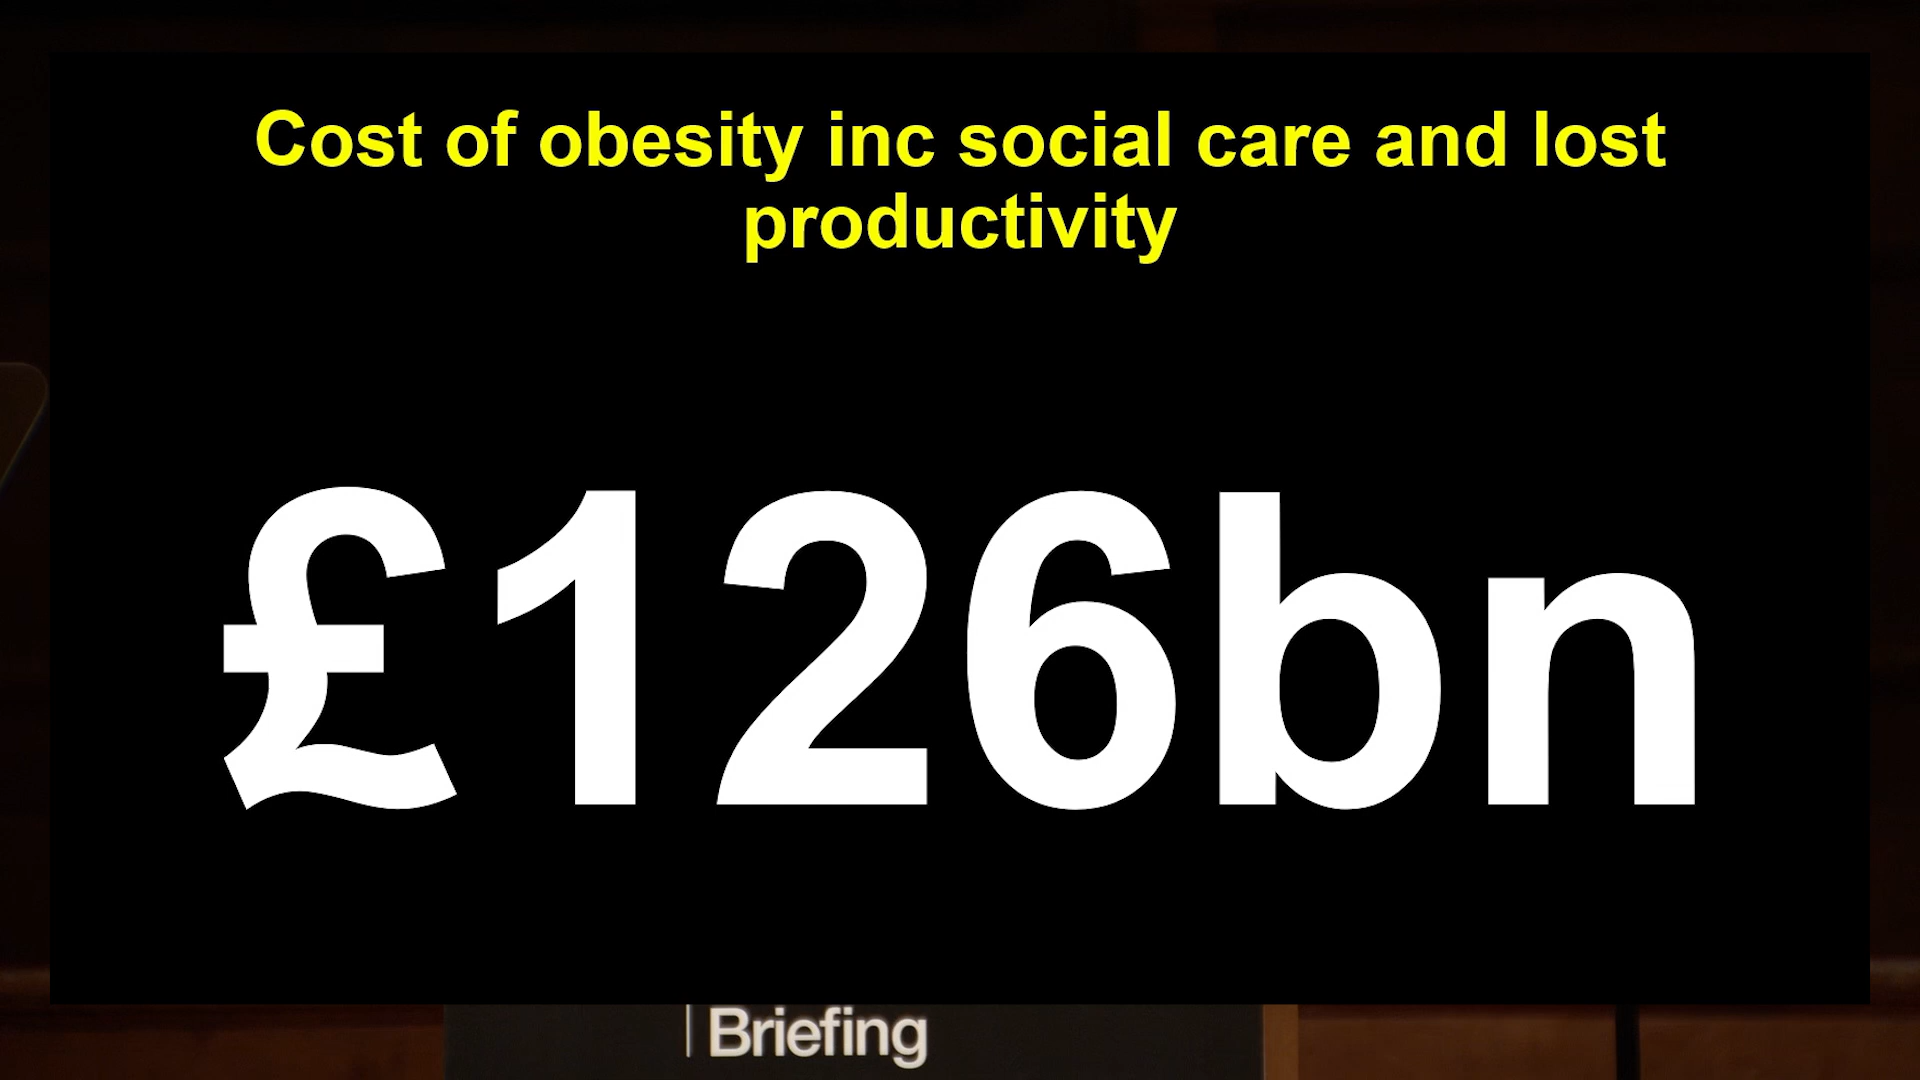 Cost of obesity inc social care and lost
productivity
£126bn
Briefing